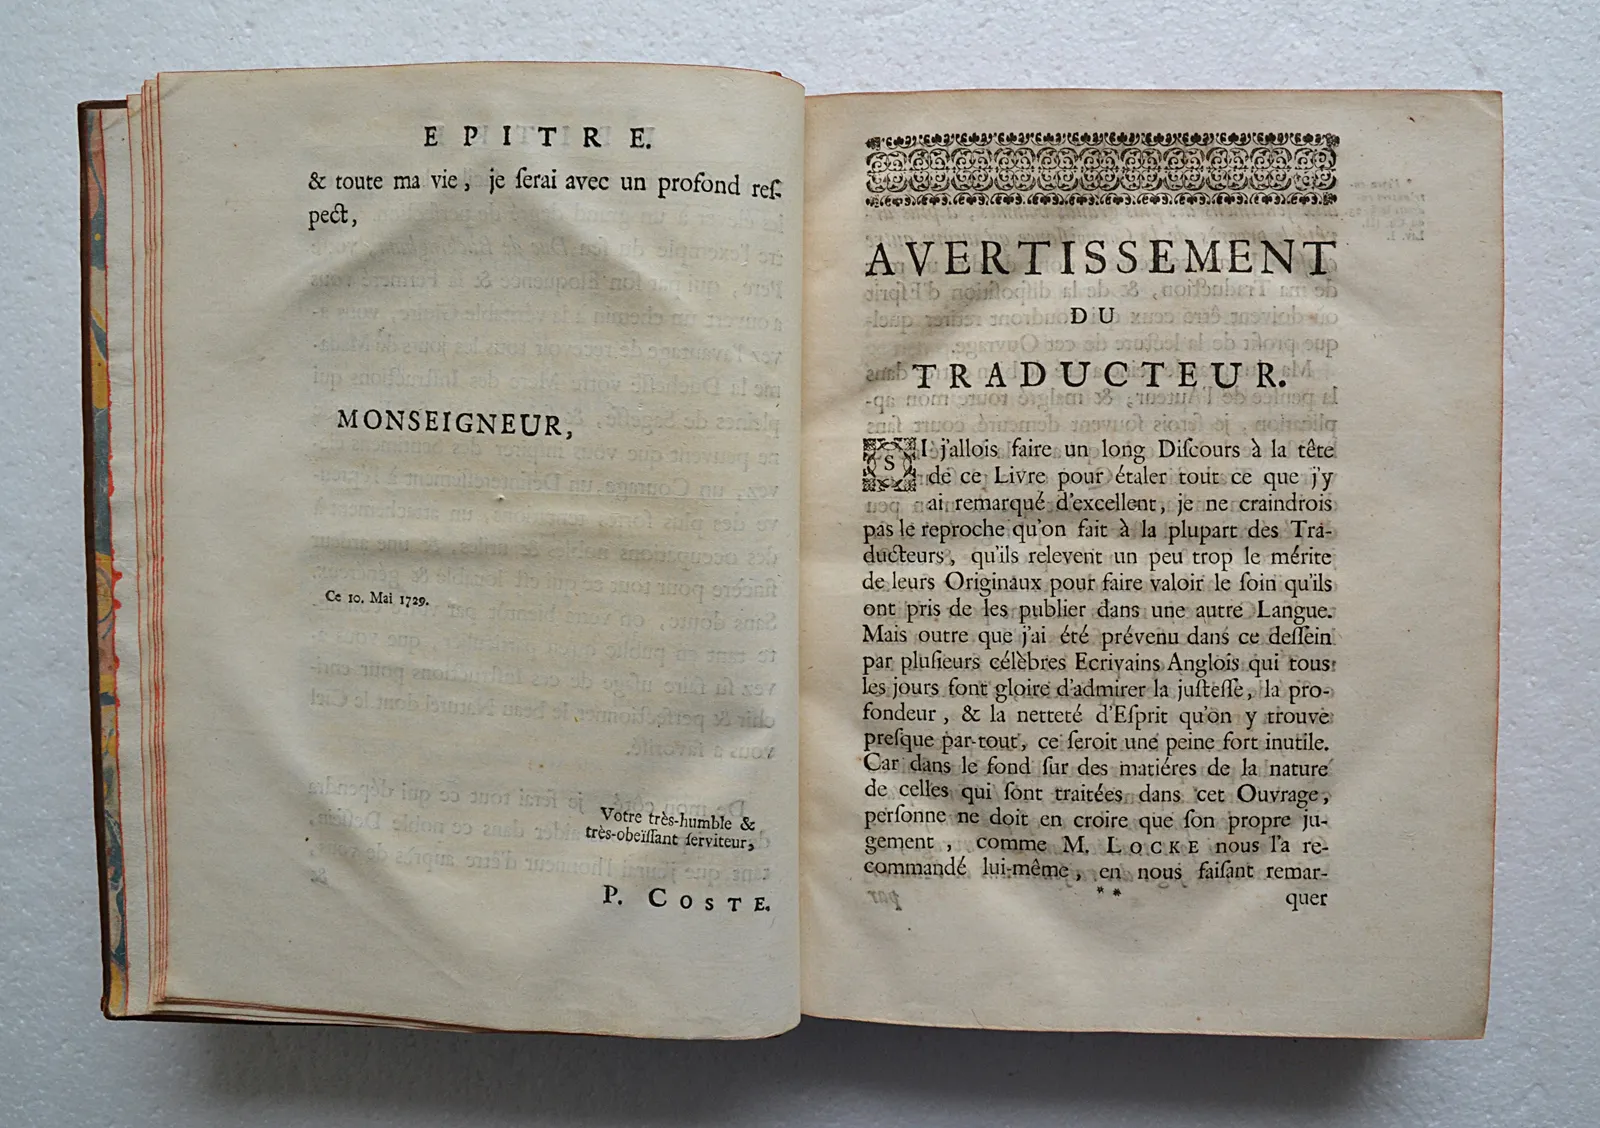 EPITRE.
& toute ma vie, je ſerai avec un profond reſ-
pect,
MONSEIGNEUR,
Ce 10. Mai 1729.
Votre très-humble &
très-obeïſſant ſerviteur,
P. COSTE.
AVERTISSEMENT
DU
TRADUCTEUR.
SI j'allois faire un long Diſcours à la tête
de ce Livre pour étaler tout ce que j'y
ai remarqué d'excellent, je ne craindrois
pas le reproche qu'on fait à la plupart des Tra-
ducteurs, qu'ils relevent un peu trop le mérite
de leurs Originaux pour faire valoir le ſoin qu'ils
ont pris de les publier dans une autre Langue.
Mais outre que j'ai été prévenu dans ce deſſein
par pluſieurs célèbres Ecrivains Anglois qui tous
les jours font gloire d'admirer la juſteſſe, la pro-
fondeur, & la netteté d'Eſprit qu'on y trouve
preſque par-tout, ce ſeroit une peine fort inutile.
Car dans le fond ſur des matiéres de la nature
de celles qui ſont traitées dans cet Ouvrage,
perſonne ne doit en croire que ſon propre ju-
gement, comme M. LOCKE nous l'a re-
commandé lui-même, en nous faiſant remar-
* *
quer